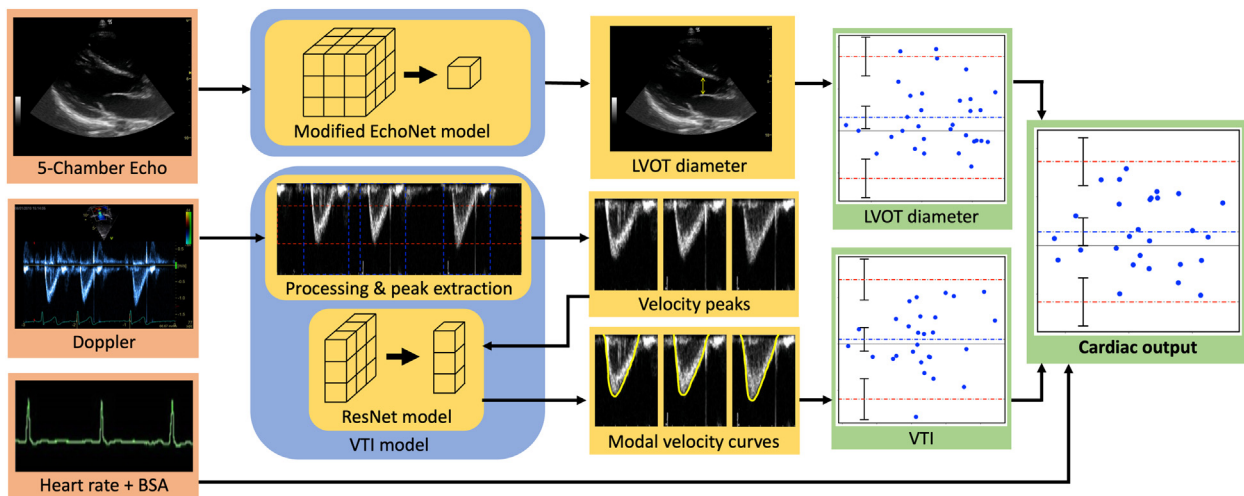 5-Chamber Echo
Modified EchoNet model
LVOT diameter
LVOT diameter
Doppler
Processing & peak extraction
Velocity peaks
ResNet model
VTI model
Modal velocity curves
VTI
Cardiac output
Heart rate + BSA